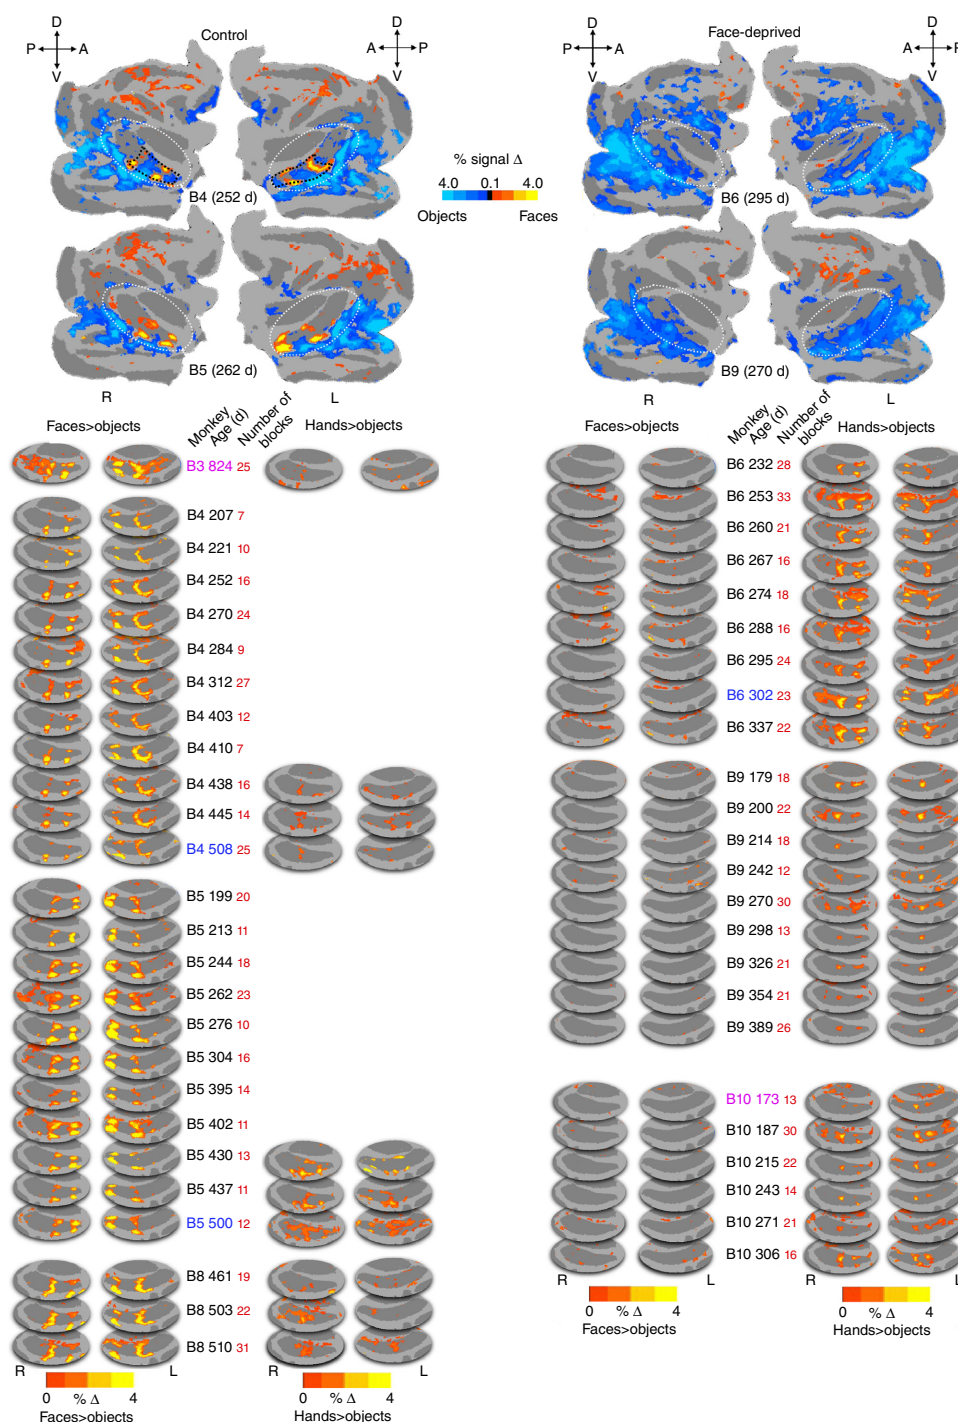 Control
D
P A
V
D
A P
V
Face-deprived
D
P A
V
D
A P
V
% signal Δ
4.0 0.1 4.0
Objects Faces
B4 (252 d)
B6 (295 d)
B5 (262 d)
B9 (270 d)
R L
R L
Faces>objects
Monkey
Age (d)
Number of blocks
Hands>objects
B3 824 25
B4 207 7
B4 221 10
B4 252 16
B4 270 24
B4 284 9
B4 312 27
B4 403 12
B4 410 7
B4 438 16
B4 445 14
B4 508 25
B5 199 20
B5 213 11
B5 244 18
B5 262 23
B5 276 10
B5 304 16
B5 395 14
B5 402 11
B5 430 13
B5 437 11
B5 500 12
B8 461 19
B8 503 22
B8 510 31
R L
R L
0 % Δ 4
Faces>objects
0 % Δ 4
Hands>objects
Faces>objects
Monkey
Age (d)
Number of blocks
Hands>objects
B6 232 28
B6 253 33
B6 260 21
B6 267 16
B6 274 18
B6 288 16
B6 295 24
B6 302 23
B6 337 22
B9 179 18
B9 200 22
B9 214 18
B9 242 12
B9 270 30
B9 298 13
B9 326 21
B9 354 21
B9 389 26
B10 173 13
B10 187 30
B10 215 22
B10 243 14
B10 271 21
B10 306 16
R L
R L
0 % Δ 4
Faces>objects
0 % Δ 4
Hands>objects